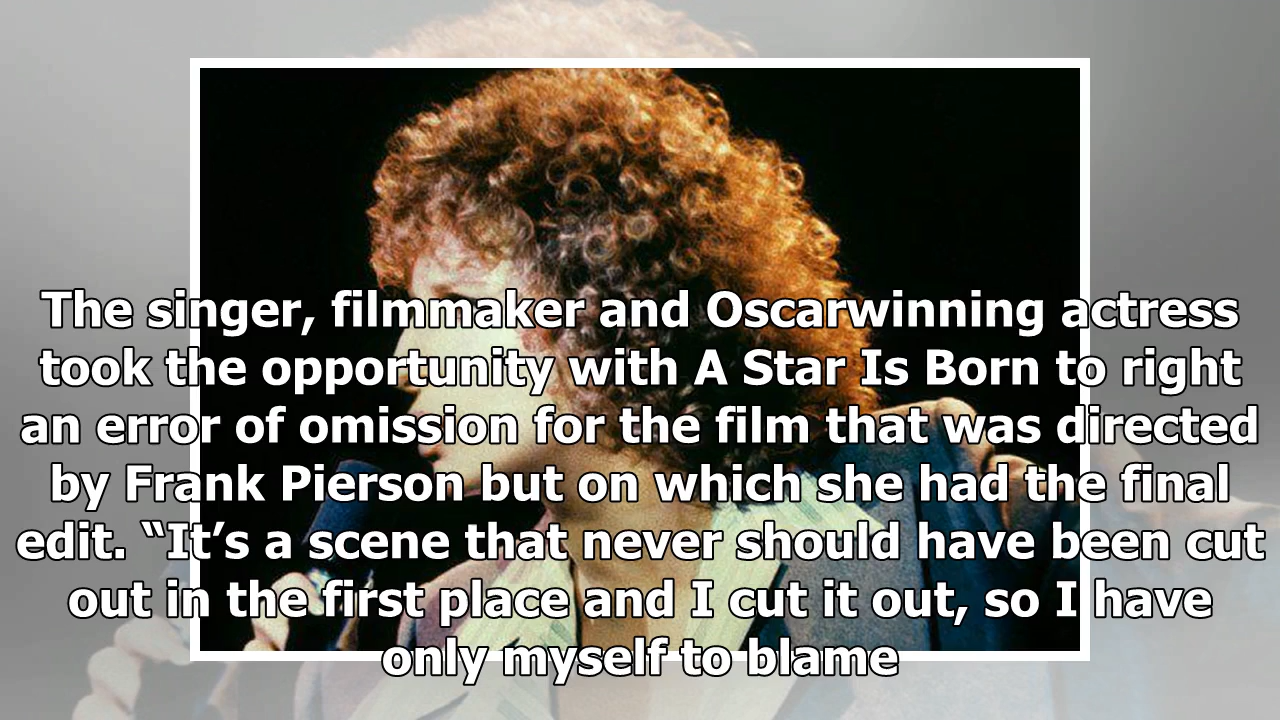 The singer, filmmaker and Oscarwinning actress
took the opportunity with A Star Is Born to right
an error of omission for the film that was directed
by Frank Pierson but on which she had the final
edit. “It’s a scene that never should have been cut
out in the first place and I cut it out, so I have
only myself to blame